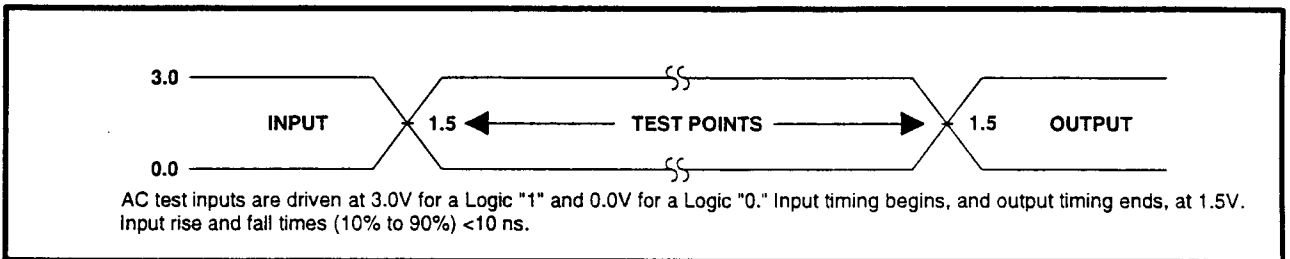 3.0
INPUT 1.5 TEST POINTS 1.5 OUTPUT
0.0
AC test inputs are driven at 3.0V for a Logic "1" and 0.0V for a Logic "0." Input timing begins, and output timing ends, at 1.5V.
Input rise and fall times (10% to 90%) <10 ns.